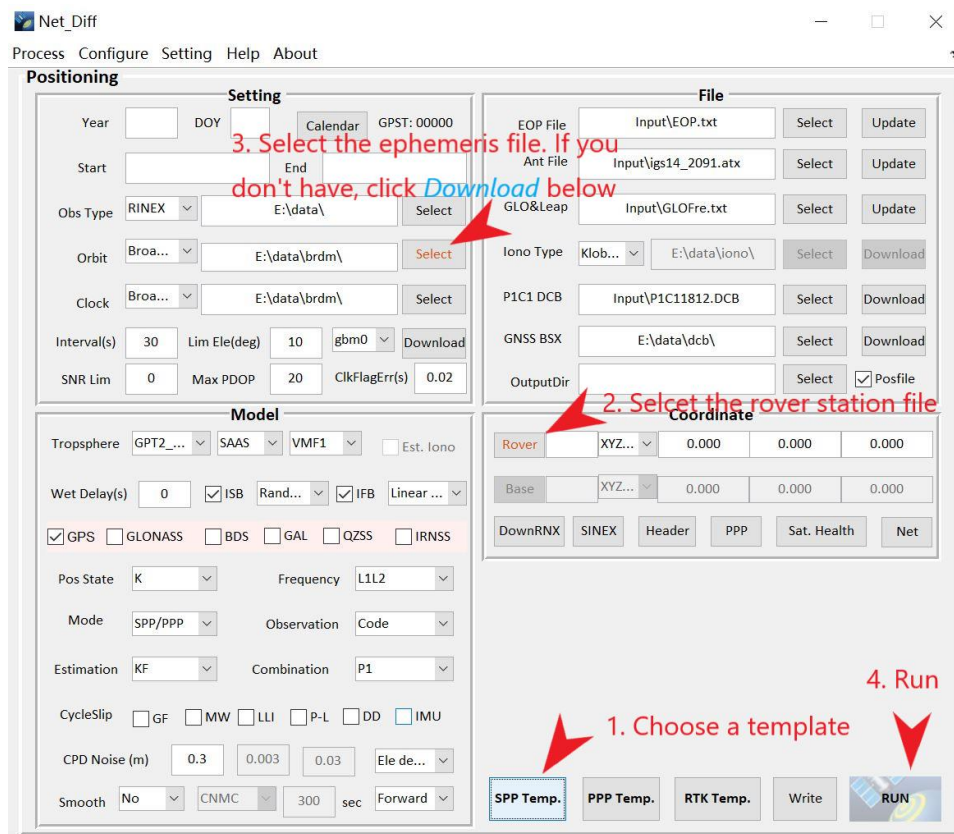 Net_Diff
Process Configure Setting Help About
Positioning
Setting
Year DOY Calendar GPST: 00000
3. Select the ephemeris file. If you
Start End
don't have, click Download below
Obs Type RINEX E:\data\ Select
Orbit Broa... E:\data\brdm\ Select
Clock Broa... E:\data\brdm\ Select
Interval(s) 30 Lim Ele(deg) 10 gbm0 Download
SNR Lim 0 Max PDOP 20 ClkFlagErr(s) 0.02
File
EOP File Input\EOP.txt Select Update
Ant File Input\igs14_2091.atx Select Update
GLO&Leap Input\GLOFre.txt Select Update
Iono Type Klob... E:\data\iono\ Select Download
P1C1 DCB Input\P1C11812.DCB Select Download
GNSS BSX E:\data\dcb\ Select Download
OutputDir Select Posfile
2. Selcet the rover station file
Model
Tropsphere GPT2_... SAAS VMF1 Est. Iono
Wet Delay(s) 0 ISB Rand... IFB Linear ...
GPS GLONASS BDS GAL QZSS IRNSS
Pos State K Frequency L1L2
Mode SPP/PPP Observation Code
Estimation KF Combination P1
CycleSlip GF MW LLI P-L DD IMU
CPD Noise (m) 0.3 0.003 0.03 Ele de...
Smooth No CNMC 300 sec Forward
Coordinate
Rover XYZ... 0.000 0.000 0.000
Base XYZ... 0.000 0.000 0.000
DownRNX SINEX Header PPP Sat. Health Net
4. Run
1. Choose a template
SPP Temp. PPP Temp. RTK Temp. Write RUN